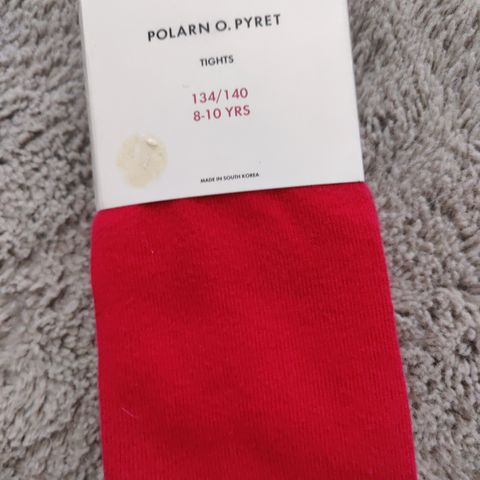 POLARN O. PYRET
TIGHTS
134/140
8-10 YRS
MADE IN SOUTH KOREA